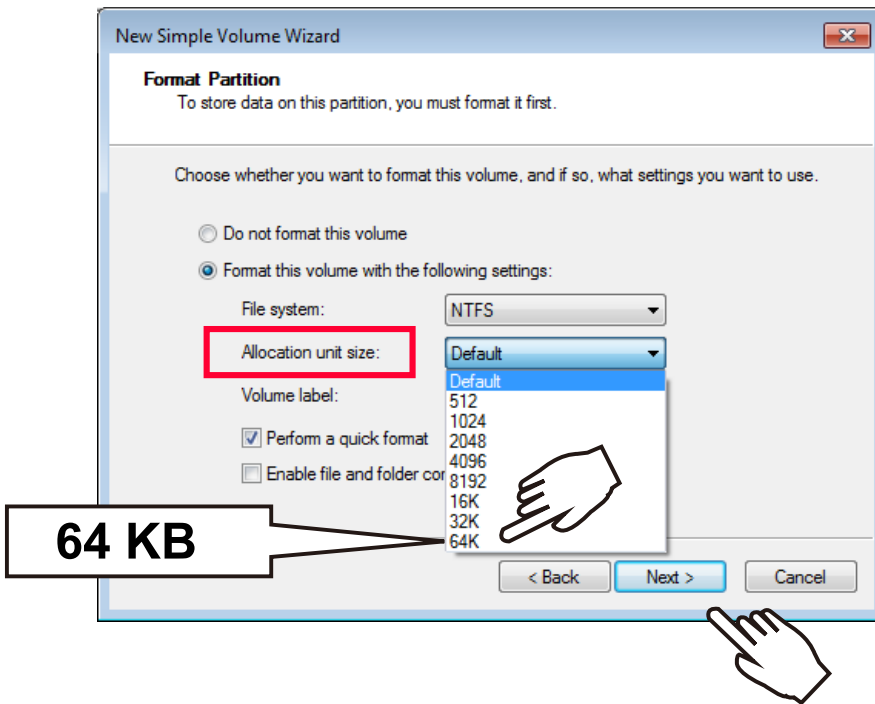 New Simple Volume Wizard
Format Partition
To store data on this partition, you must format it first.
Choose whether you want to format this volume, and if so, what settings you want to use.
Do not format this volume
Format this volume with the following settings:
File system: NTFS
Allocation unit size: Default
Default
Volume label:
512
1024
Perform a quick format
2048
4096
Enable file and folder cor
8192
16K
32K
64K
64 KB
< Back Next > Cancel